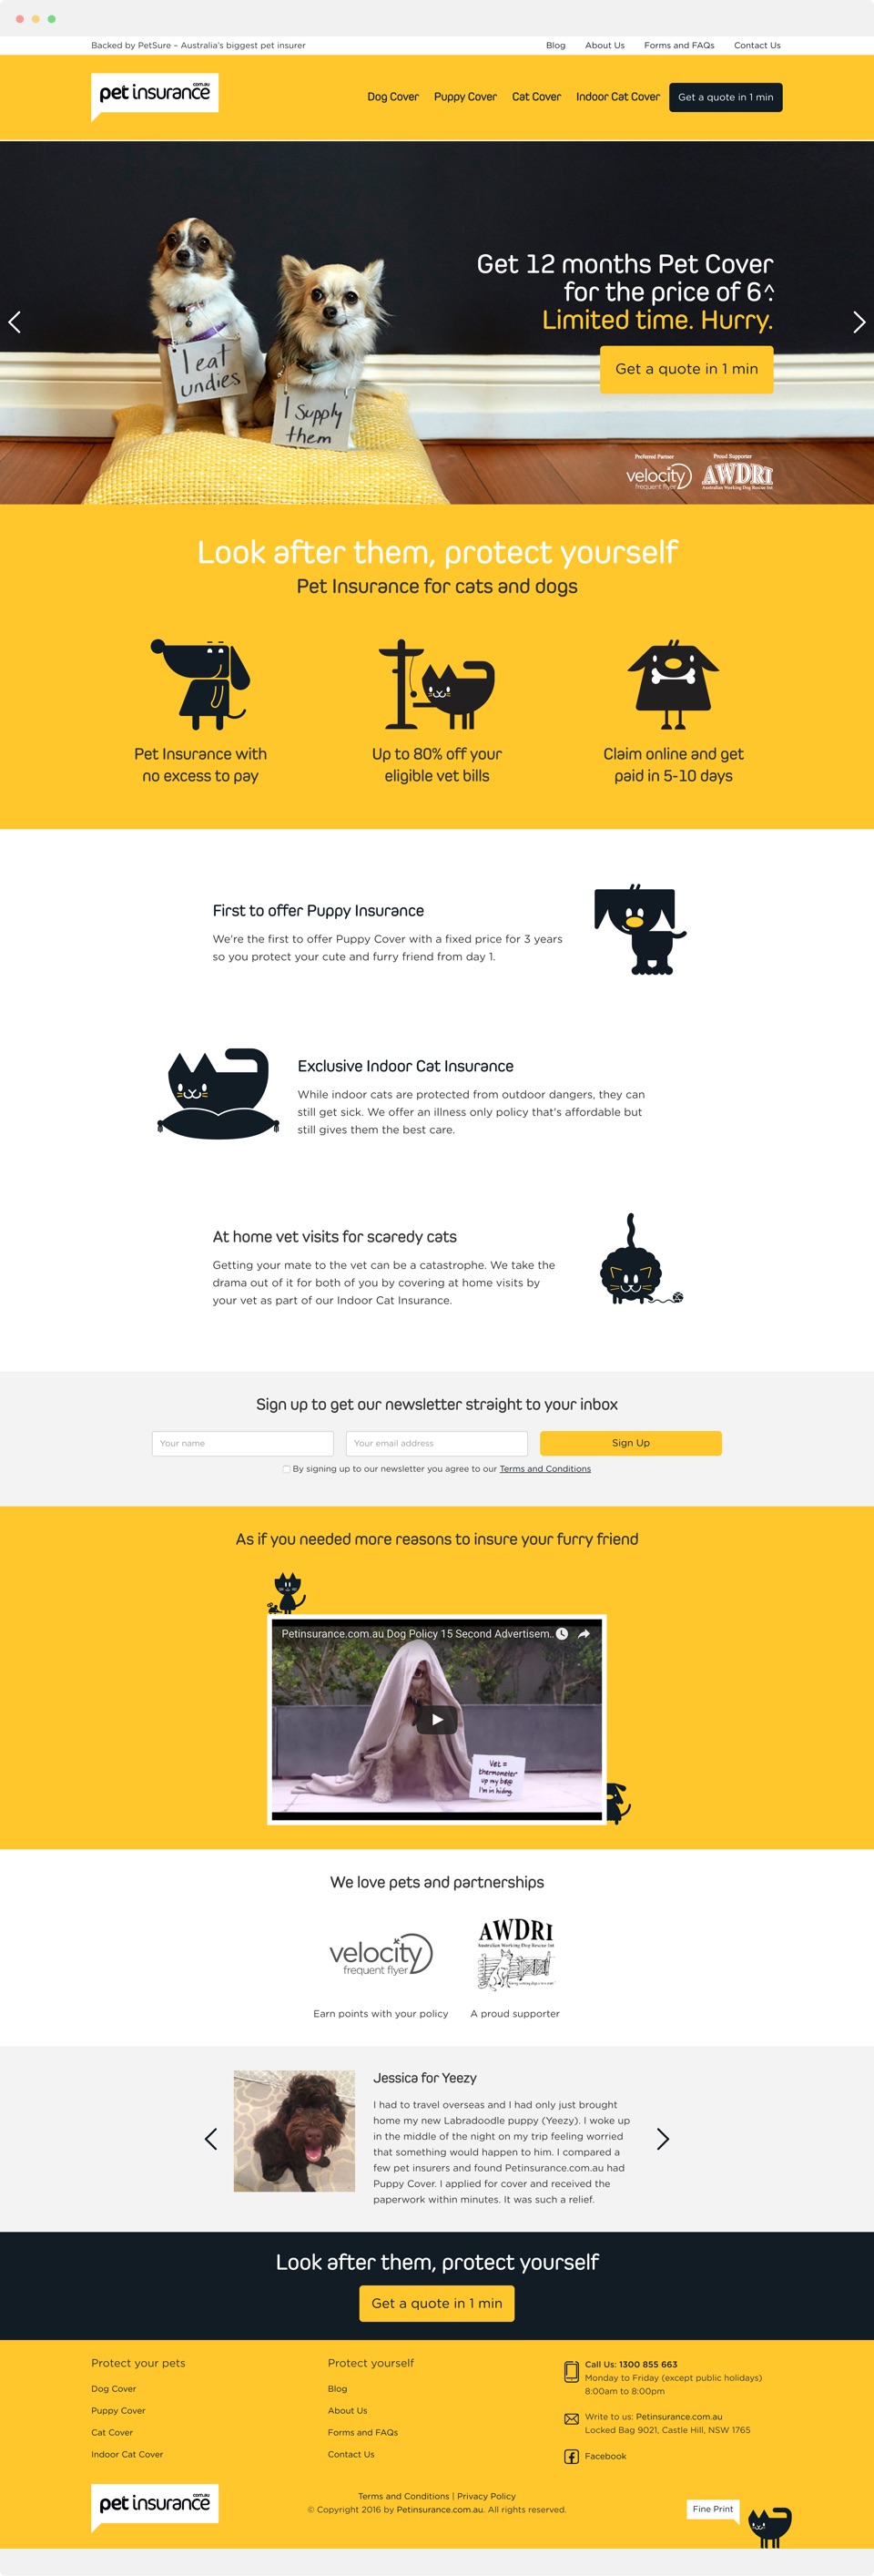 Backed by PetSure – Australia's biggest pet insurer
Blog About Us Forms and FAQs Contact Us
pet insurance com.au
Dog Cover Puppy Cover Cat Cover Indoor Cat Cover Get a quote in 1 min
Get 12 months Pet Cover
for the price of 6^.
Limited time. Hurry.
Get a quote in 1 min
I eat
undies
I supply
them
Preferred Partner
velocity
frequent flyer
Proud Supporter
AWDRI
Australian Working Dog Rescue Int
Look after them, protect yourself
Pet Insurance for cats and dogs
Pet Insurance with
no excess to pay
Up to 80% off your
eligible vet bills
Claim online and get
paid in 5-10 days
First to offer Puppy Insurance
We're the first to offer Puppy Cover with a fixed price for 3 years
so you protect your cute and furry friend from day 1.
Exclusive Indoor Cat Insurance
While indoor cats are protected from outdoor dangers, they can
still get sick. We offer an illness only policy that's affordable but
still gives them the best care.
At home vet visits for scaredy cats
Getting your mate to the vet can be a catastrophe. We take the
drama out of it for both of you by covering at home visits by
your vet as part of our Indoor Cat Insurance.
Sign up to get our newsletter straight to your inbox
Your name
Your email address
Sign Up
By signing up to our newsletter you agree to our Terms and Conditions
As if you needed more reasons to insure your furry friend
Petinsurance.com.au Dog Policy 15 Second Advertisem...
Vet =
thermometer
up my bum
I'm in hiding
We love pets and partnerships
velocity
frequent flyer
AWDRI
Australian Working Dog Rescue Int
Earn points with your policy
A proud supporter
Jessica for Yeezy
I had to travel overseas and I had only just brought
home my new Labradoodle puppy (Yeezy). I woke up
in the middle of the night on my trip feeling worried
that something would happen to him. I compared a
few pet insurers and found Petinsurance.com.au had
Puppy Cover. I applied for cover and received the
paperwork within minutes. It was such a relief.
Look after them, protect yourself
Get a quote in 1 min
Protect your pets
Dog Cover
Puppy Cover
Cat Cover
Indoor Cat Cover
Protect yourself
Blog
About Us
Forms and FAQs
Contact Us
Call Us: 1300 855 663
Monday to Friday (except public holidays)
8:00am to 8:00pm
Write to us: Petinsurance.com.au
Locked Bag 9021, Castle Hill, NSW 1765
Facebook
pet insurance com.au
Terms and Conditions | Privacy Policy
© Copyright 2016 by Petinsurance.com.au. All rights reserved.
Fine Print